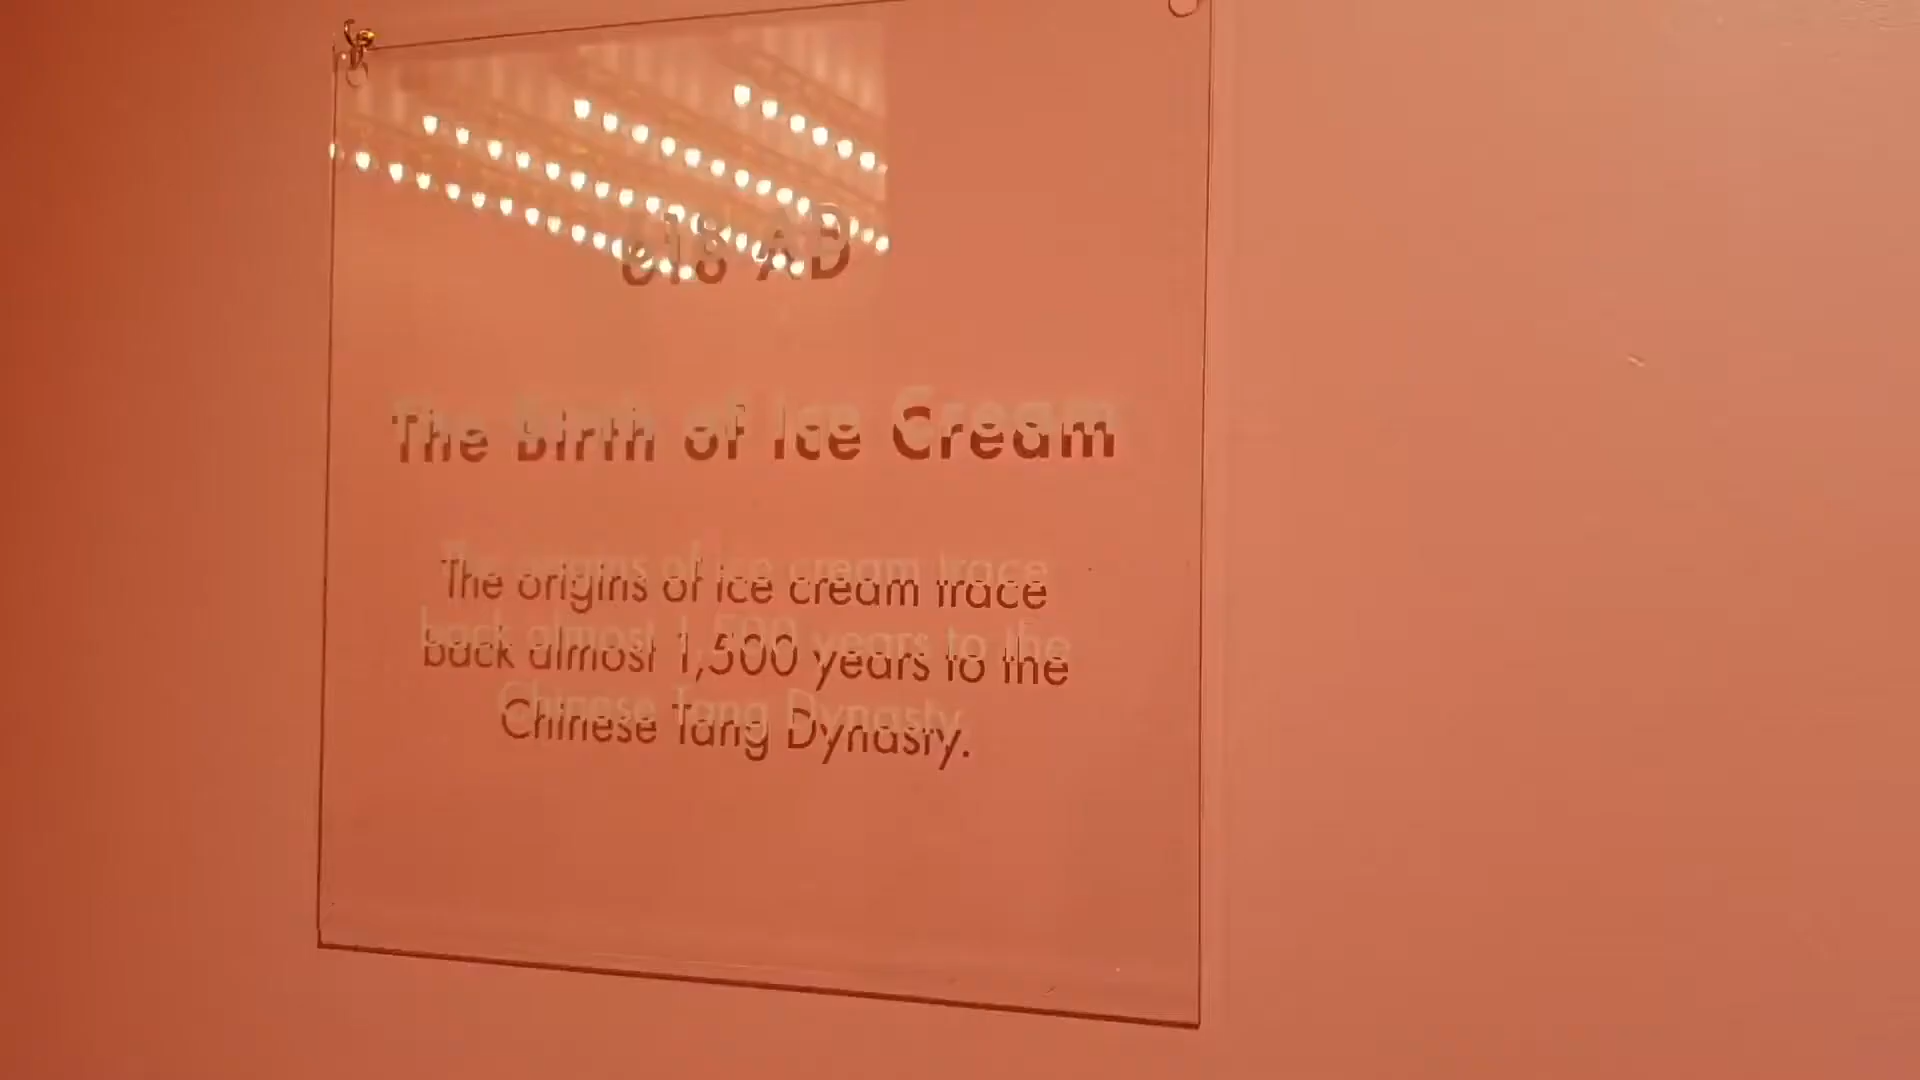 618 AD
The Birth of Ice Cream
The origins of ice cream trace
back almost 1,500 years to the
Chinese Tang Dynasty.